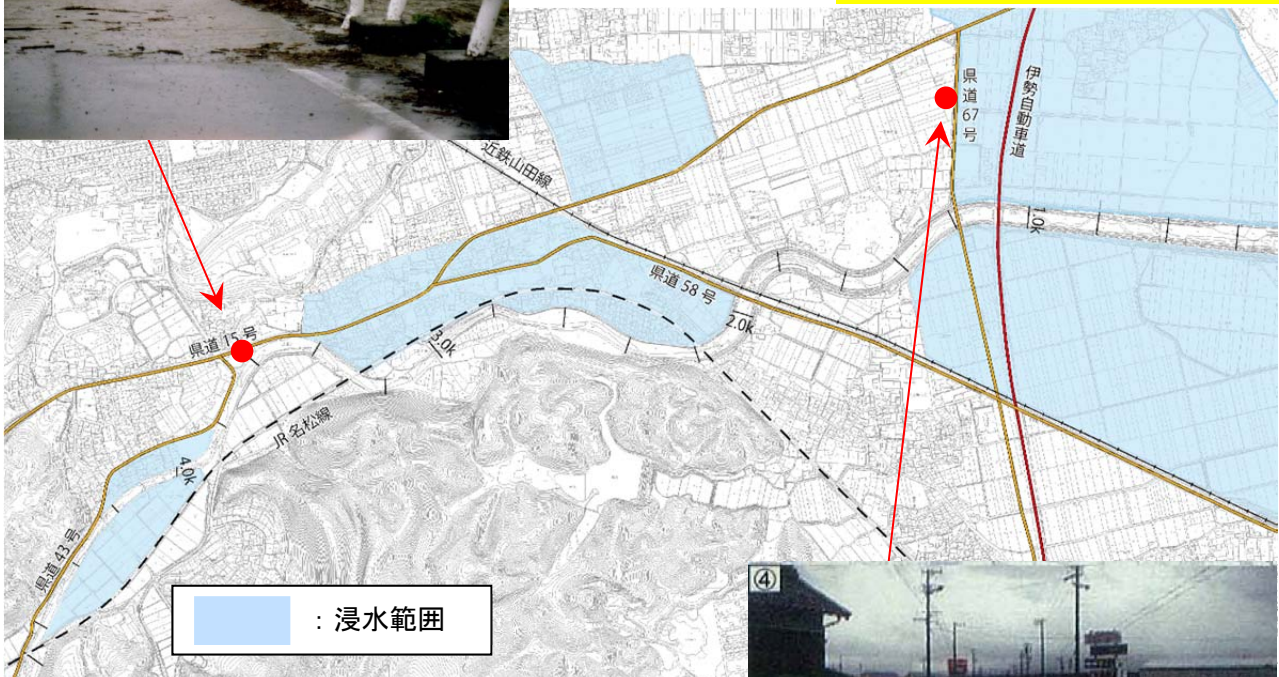 県道67号
伊勢自動車道
近鉄山田線
1.0k
県道58号
2.0k
県道15号
3.0k
JR名松線
4.0k
県道43号
：浸水範囲
④